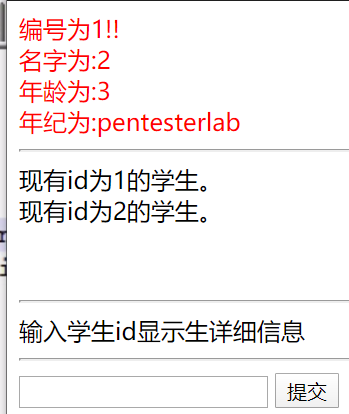 编号为1!!
名字为:2
年龄为:3
年纪为:pentesterlab
现有id为1的学生。
现有id为2的学生。
输入学生id显示生详细信息
提交